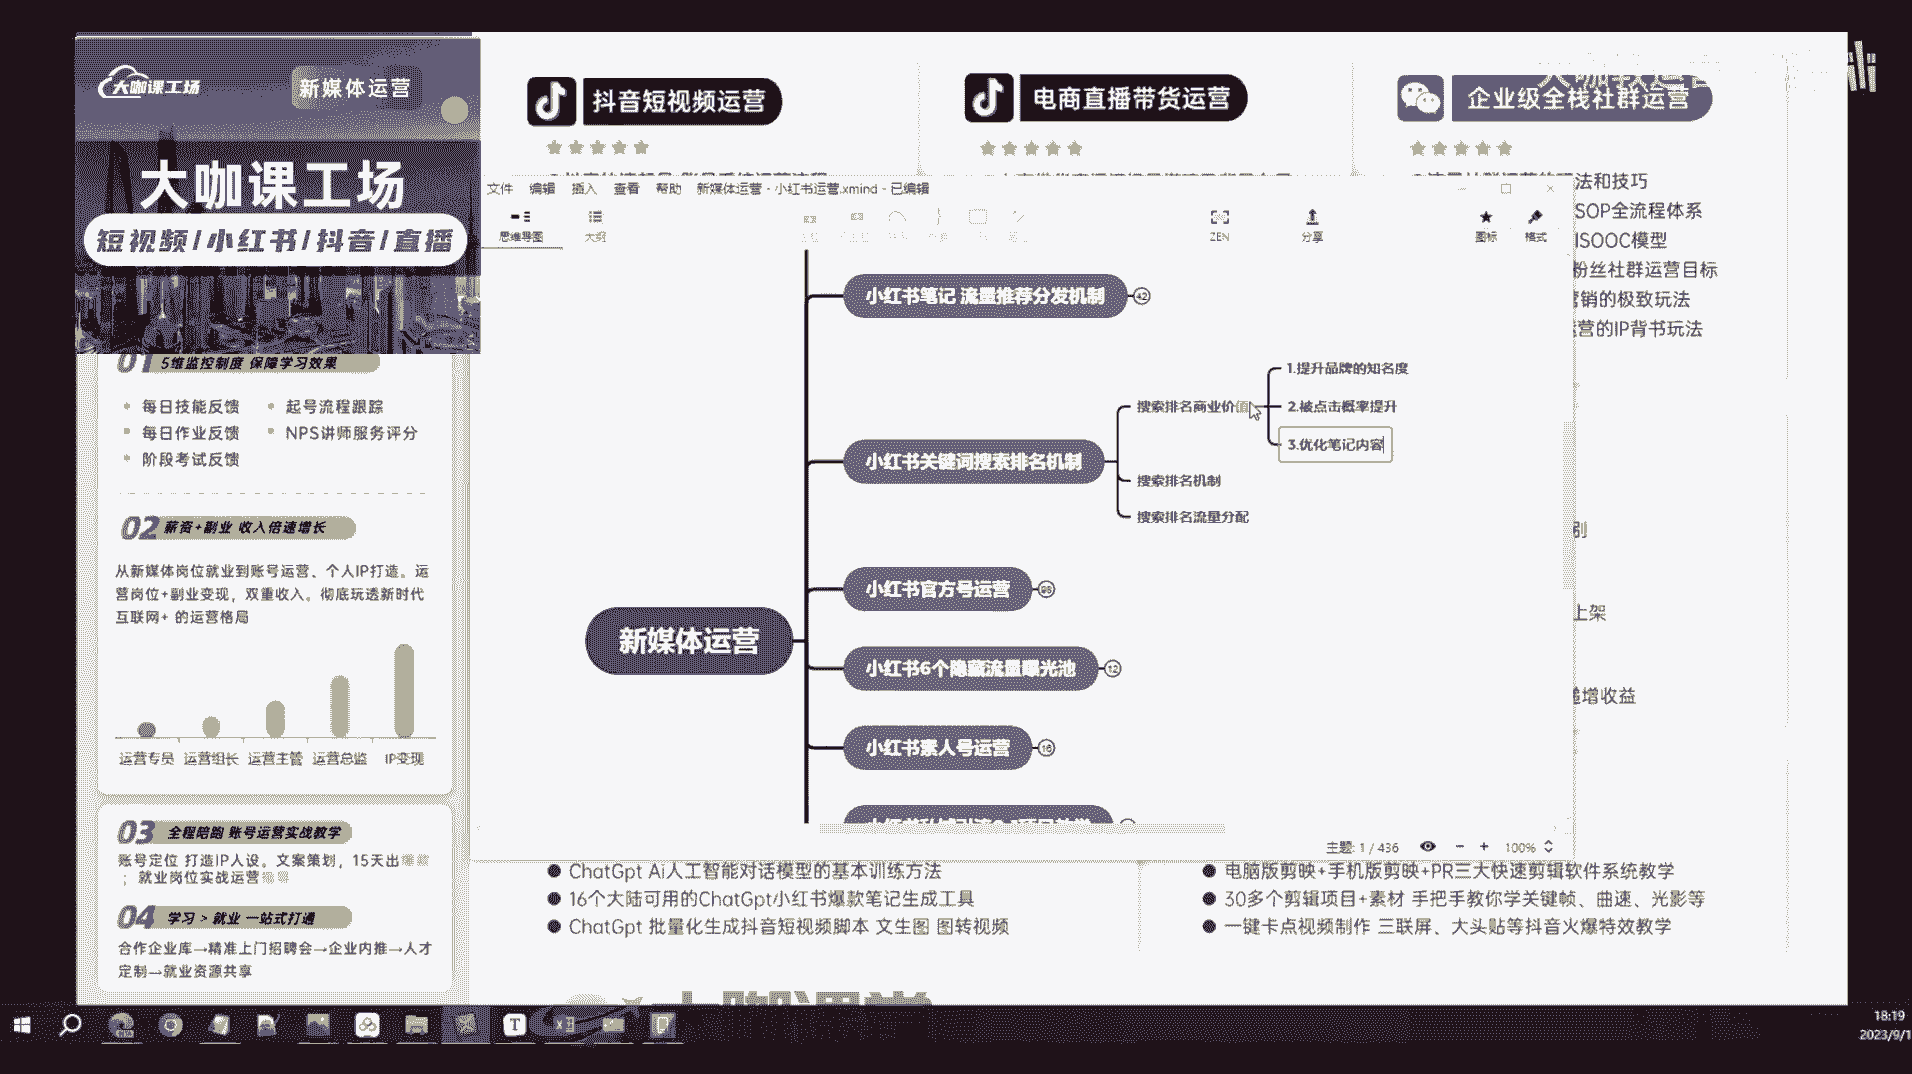 大咖课工场
新媒体运营
大咖课工场
短视频/小红书/抖音/直播
01 5维监控制度 保障学习效果
每日技能反馈
起号流程跟踪
每日作业反馈
NPS讲师服务评分
阶段考试反馈
02 薪资+副业 收入倍速增长
从新媒体岗位就业到账号运营、个人IP打造。运
营岗位+副业变现，双重收入。彻底玩透新时代
互联网+ 的运营格局
运营专员 运营组长 运营主管 运营总监 IP变现
03 全程陪跑 账号运营实战教学
账号定位 打造IP人设。文案策划，15天出
；就业岗位实战运营
04 学习 > 就业 一站式打通
合作企业库→精准上门招聘会→企业内推→人才
定制→就业资源共享
抖音短视频运营
电商直播带货运营
企业级全栈社群运营
法和技巧
SOP全流程体系
ISOOC模型
粉丝社群运营目标
营销的极致玩法
运营的IP背书玩法
别
上架
递增收益
文件 编辑 插入 查看 帮助 新媒体运营 - 小红书运营.xmind - 已编辑
思维导图
大纲
ZEN
分享
图标
格式
小红书笔记 流量推荐分发机制 42
1.提升品牌的知名度
搜索排名商业价值
2.被点击概率提升
3.优化笔记内容
小红书关键词搜索排名机制
搜索排名机制
搜索排名流量分配
小红书官方号运营
新媒体运营
小红书6个隐藏流量曝光池 12
小红书素人号运营 16
主题: 1 / 436
100%
ChatGpt Ai人工智能对话模型的基本训练方法
16个大陆可用的ChatGpt小红书爆款笔记生成工具
ChatGpt 批量化生成抖音短视频脚本 文生图 图转视频
电脑版剪映+手机版剪映+PR三大快速剪辑软件系统教学
30多个剪辑项目+素材 手把手教你学关键帧、曲速、光影等
一键卡点视频制作 三联屏、大头贴等抖音火爆特效教学
18:19
2023/9/1